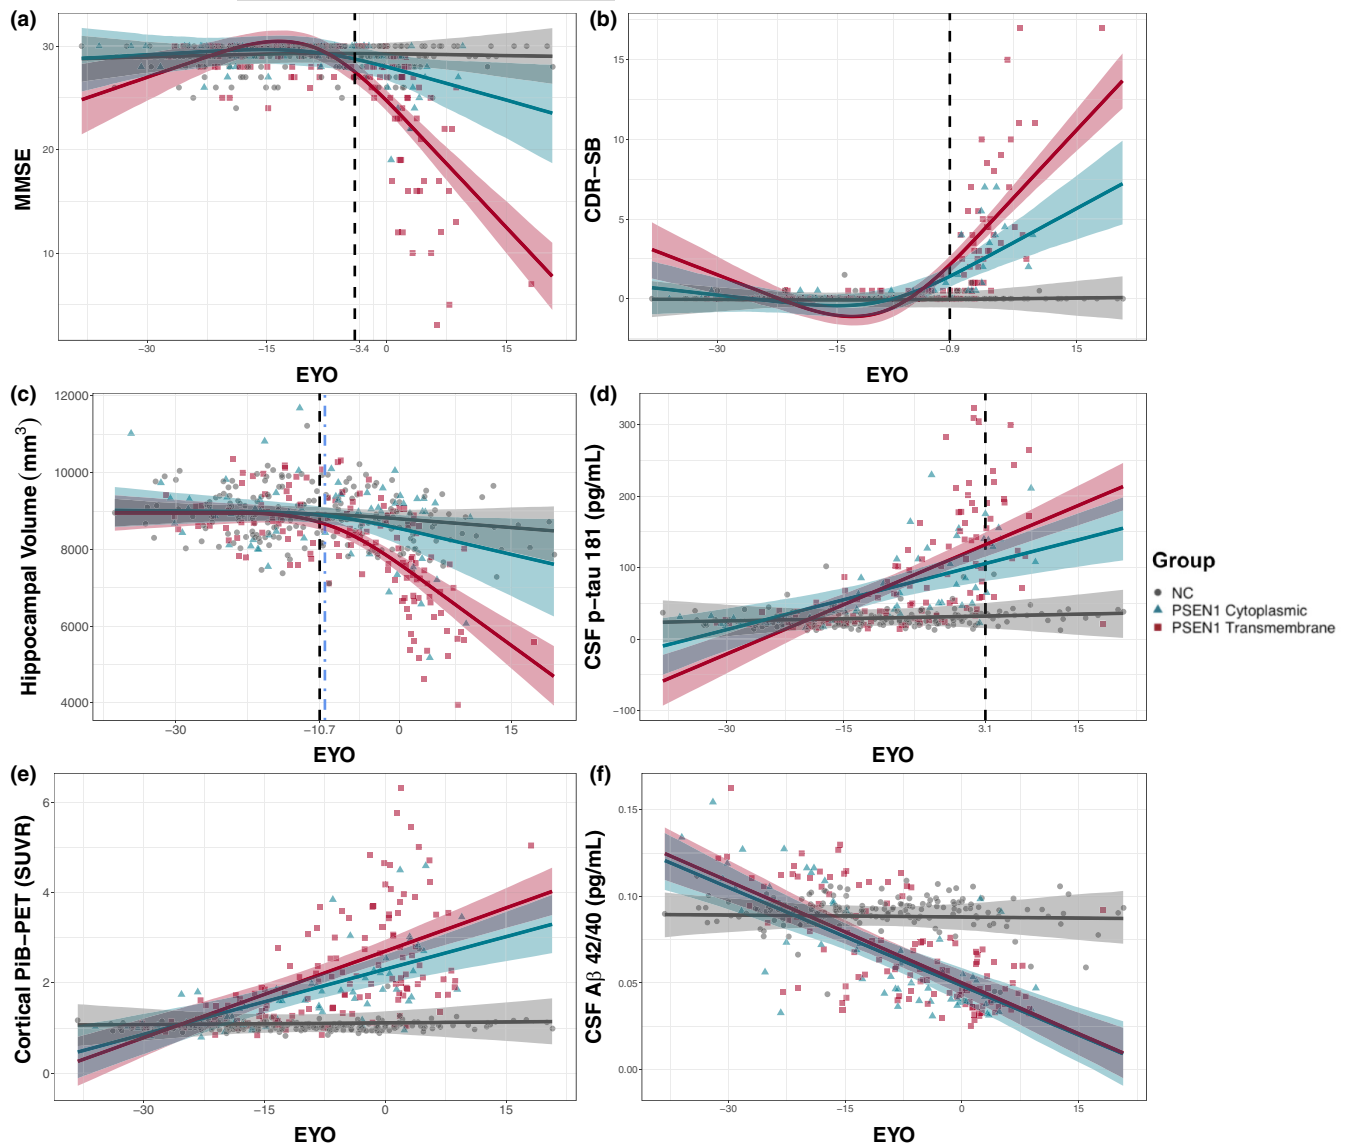 (a)
30
20
10
MMSE
−30
−15
−3.4
0
15
EYO
(b)
15
10
5
0
CDR−SB
−30
−15
−0.9
15
EYO
(c)
12000
10000
8000
6000
4000
Hippocampal Volume (mm3)
−30
−10.7
0
15
EYO
(d)
300
200
100
0
−100
CSF p−tau 181 (pg/mL)
−30
−15
3.1
15
EYO
(e)
6
4
2
0
Cortical PiB−PET (SUVR)
−30
−15
0
15
EYO
(f)
0.15
0.10
0.05
0.00
CSF Aβ 42/40 (pg/mL)
−30
−15
0
15
EYO
Group
NC
PSEN1 Cytoplasmic
PSEN1 Transmembrane